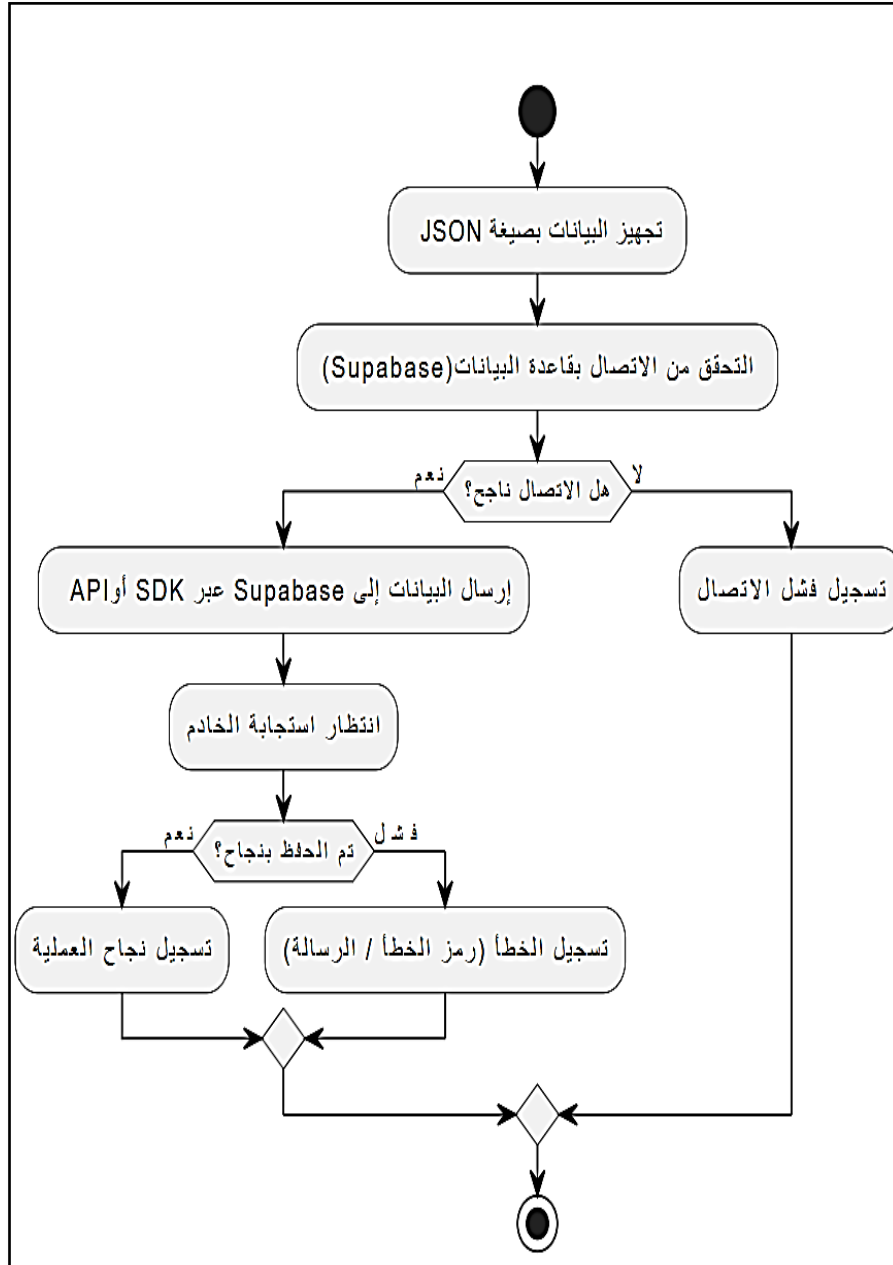 تجهيز البيانات بصيغة JSON
التحقق من الاتصال بقاعدة البيانات(Supabase)
هل الاتصال ناجح؟
لا
نعم
تسجيل فشل الاتصال
إرسال البيانات إلى Supabase عبر SDK أوAPI
انتظار استجابة الخادم
تم الحفظ بنجاح؟
فشل
نعم
تسجيل الخطأ (رمز الخطأ / الرسالة)
تسجيل نجاح العملية